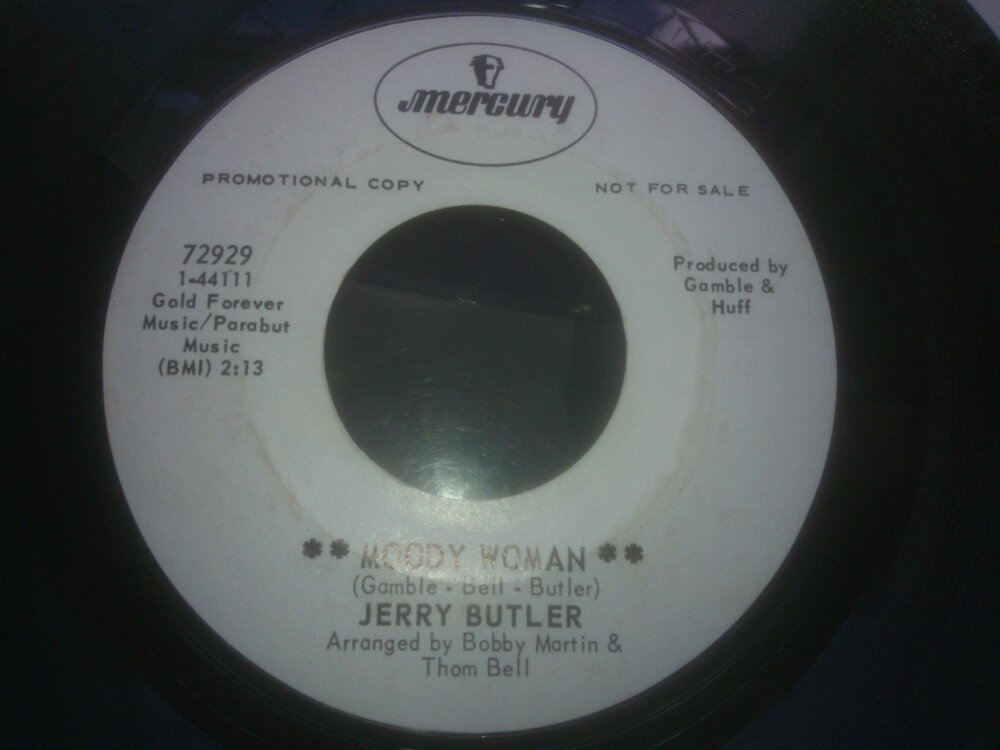 mercury
PROMOTIONAL COPY
NOT FOR SALE
72929
1-44111
Gold Forever
Music/Parabut
Music
(BMI) 2:13
Produced by
Gamble &
Huff
** MOODY WOMAN **
(Gamble - Bell - Butler)
JERRY BUTLER
Arranged by Bobby Martin &
Thom Bell